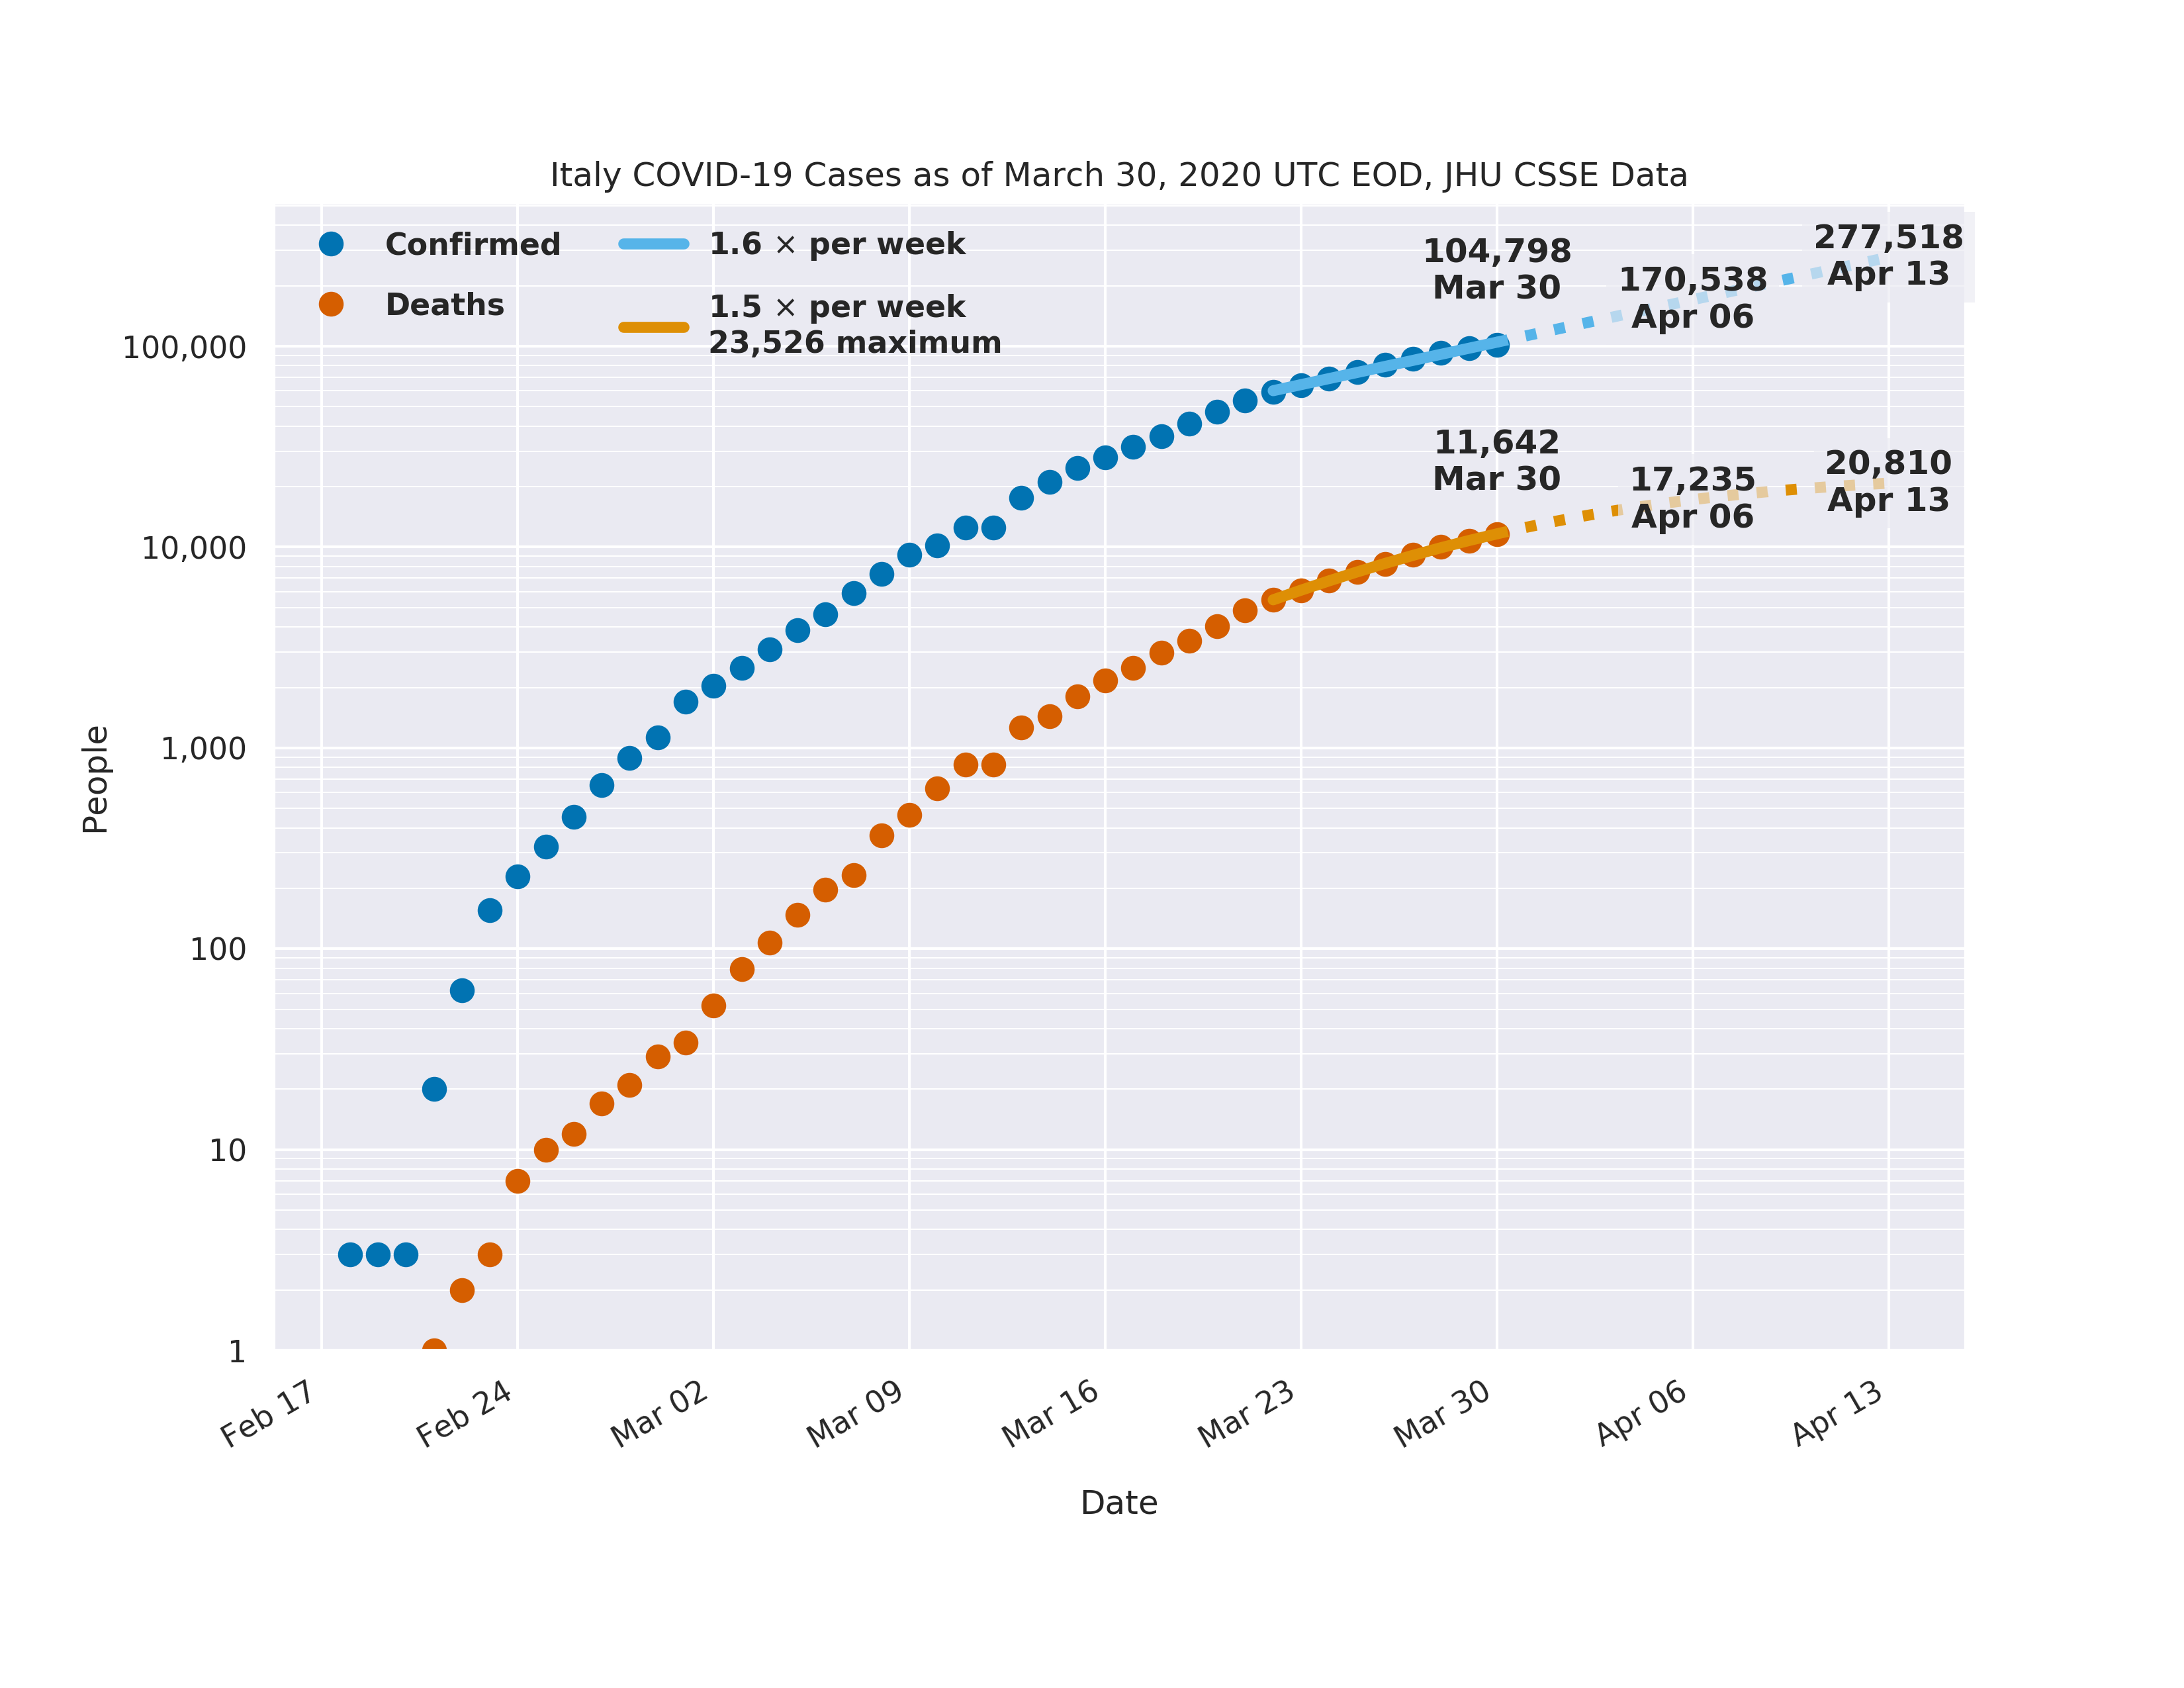 Italy COVID-19 Cases as of March 30, 2020 UTC EOD, JHU CSSE Data
Confirmed
Deaths
1.6 × per week
1.5 × per week
23,526 maximum
104,798
Mar 30
170,538
Apr 06
277,518
Apr 13
11,642
Mar 30
17,235
Apr 06
20,810
Apr 13
People
100,000
10,000
1,000
100
10
1
Feb 17
Feb 24
Mar 02
Mar 09
Mar 16
Mar 23
Mar 30
Apr 06
Apr 13
Date